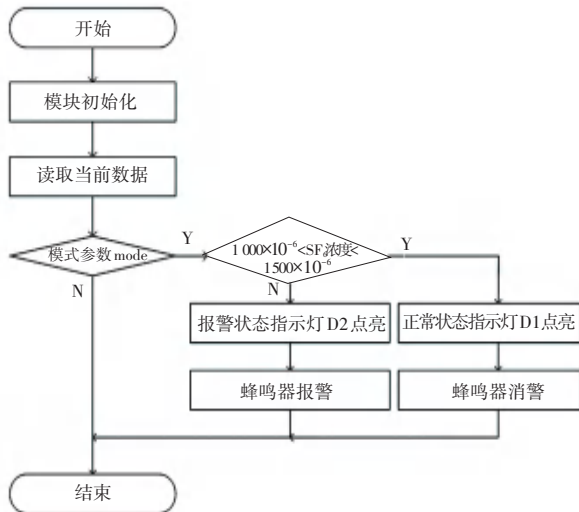 开始
模块初始化
读取当前数据
模式参数mode
Y
N
1 000×10⁻⁶<SF₆浓度<
1 500×10⁻⁶
Y
N
报警状态指示灯D2点亮
正常状态指示灯D1点亮
蜂鸣器报警
蜂鸣器消警
结束